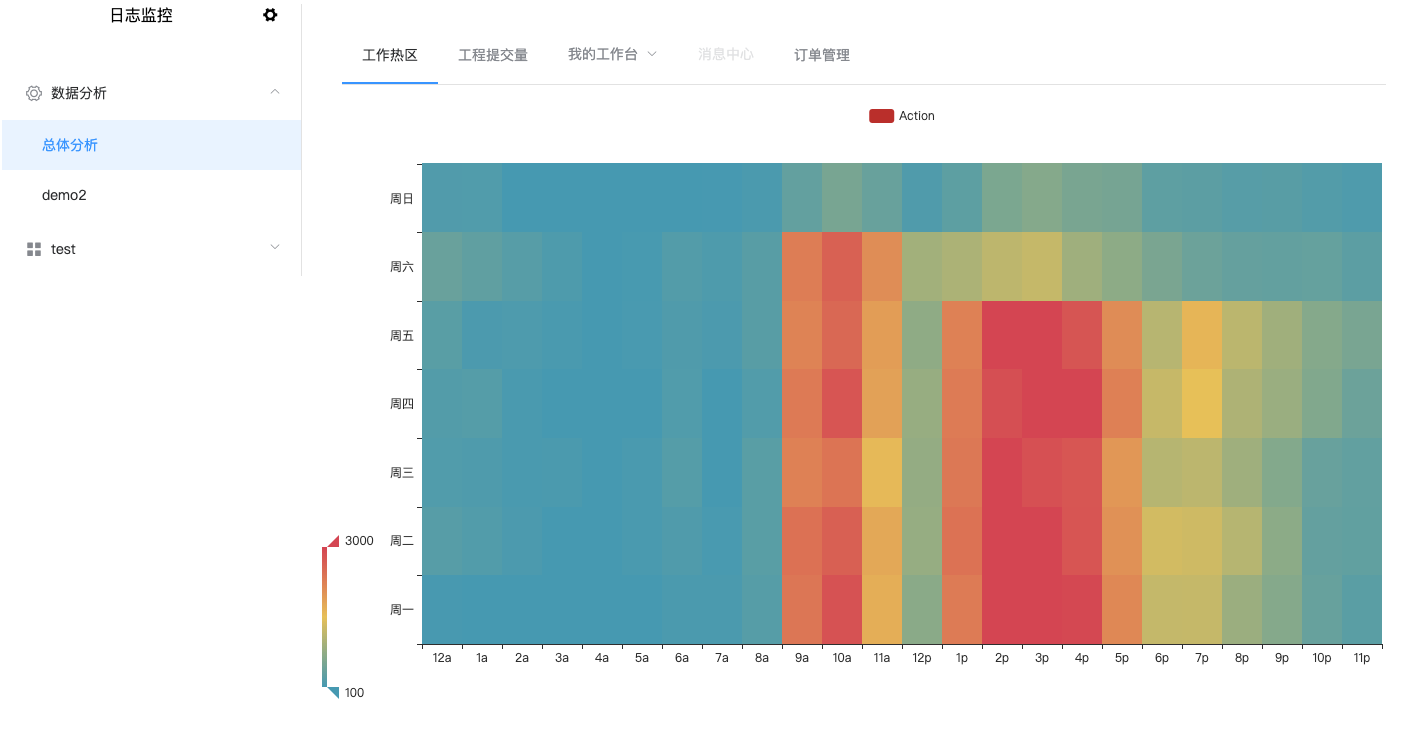 日志监控
数据分析
总体分析
demo2
test
工作热区 工程提交量 我的工作台 消息中心 订单管理
Action
周日
周六
周五
周四
周三
周二
周一
3000
100
12a 1a 2a 3a 4a 5a 6a 7a 8a 9a 10a 11a 12p 1p 2p 3p 4p 5p 6p 7p 8p 9p 10p 11p